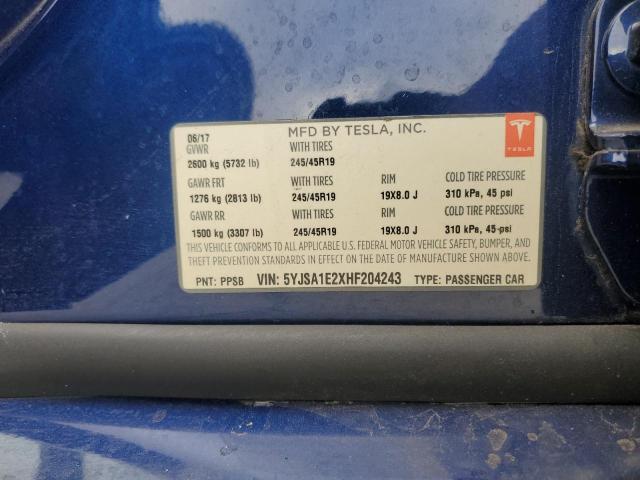 06/17 MFD BY TESLA, INC.
GVWR WITH TIRES
2600 kg (5732 lb) 245/45R19
TESLA
GAWR FRT WITH TIRES RIM COLD TIRE PRESSURE
1276 kg (2813 lb) 245/45R19 19X8.0 J 310 kPa, 45 psi
GAWR RR WITH TIRES RIM COLD TIRE PRESSURE
1500 kg (3307 lb) 245/45R19 19X8.0 J 310 kPa, 45-psi
THIS VEHICLE CONFORMS TO ALL APPLICABLE U.S. FEDERAL MOTOR VEHICLE SAFETY, BUMPER, AND
THEFT PREVENTION STANDARDS IN EFFECT ON THE DATE OF MANUFACTURE SHOWN ABOVE.
PNT: PPSB VIN: 5YJSA1E2XHF204243 TYPE: PASSENGER CAR